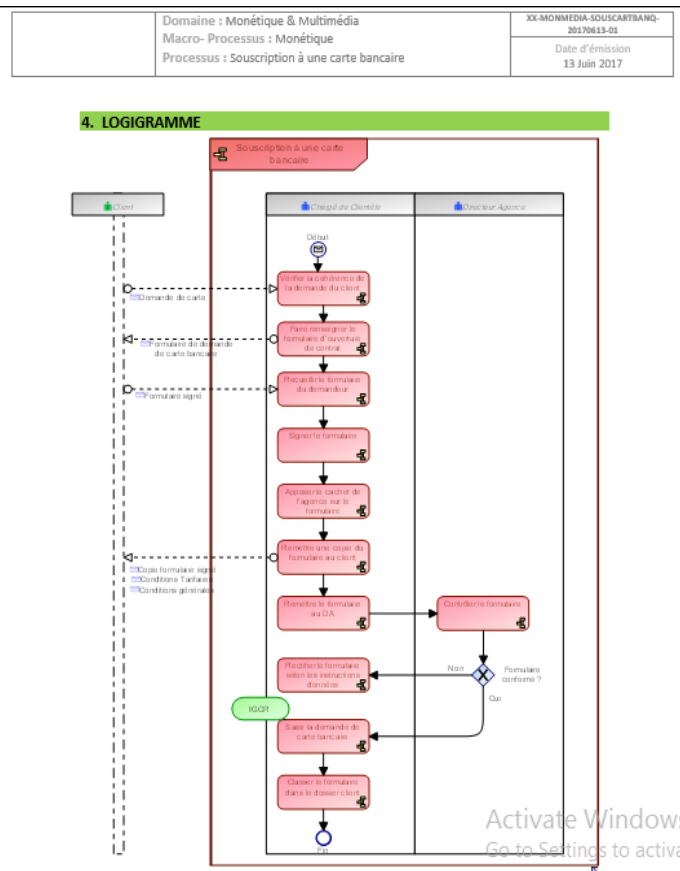 Domaine : Monétique & Multimédia
Macro- Processus : Monétique
Processus : Souscription à une carte bancaire
XX-MONMEDIA-SOUSCARTBANQ-
20170613-01
Date d'émission
13 Juin 2017
4. LOGIGRAMME
Souscription à une carte
bancaire
Client
Chargé de Clientèle
Directeur Agence
Début
Vérifier la cohérence de
la demande du client
Demande de carte
Faire renseigner le
formulaire d'ouverture
de contrat
Formulaire de demande
de carte bancaire
Recueillir le formulaire
du demandeur
Formulaire signé
Signer le formulaire
Apposer le cachet de
l'agence sur le
formulaire
Remettre une copie du
formulaire au client
Copie formulaire signé
Conditions Tarifaires
Conditions générales
Remettre le formulaire
au DA
Contrôler le formulaire
Rectifier le formulaire
selon les instructions
données
Non
Formulaire
conforme ?
Oui
Saisir la demande de
carte bancaire
Classer le formulaire
dans le dossier client
Fin
Activate Windows
Go to Settings to activa